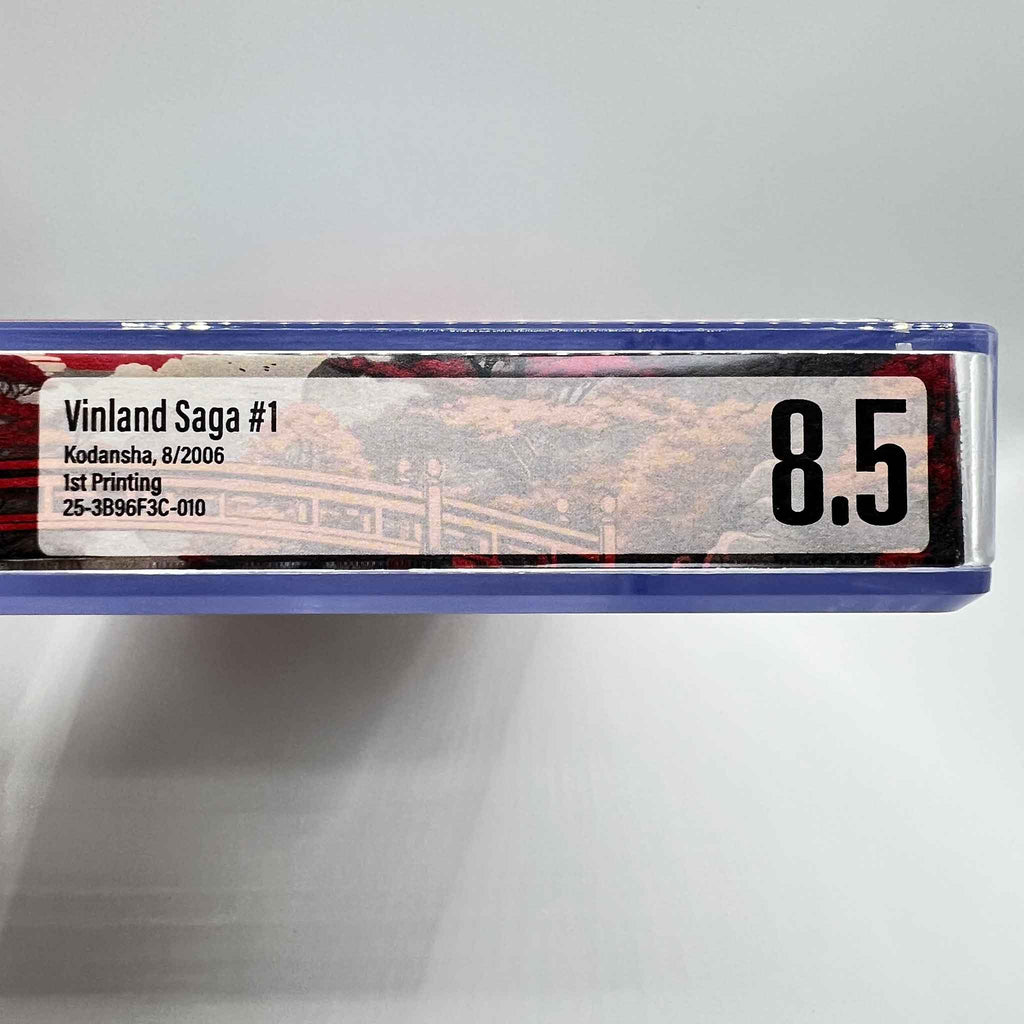 Vinland Saga #1
Kodansha, 8/2006
1st Printing
25-3B96F3C-010
8.5